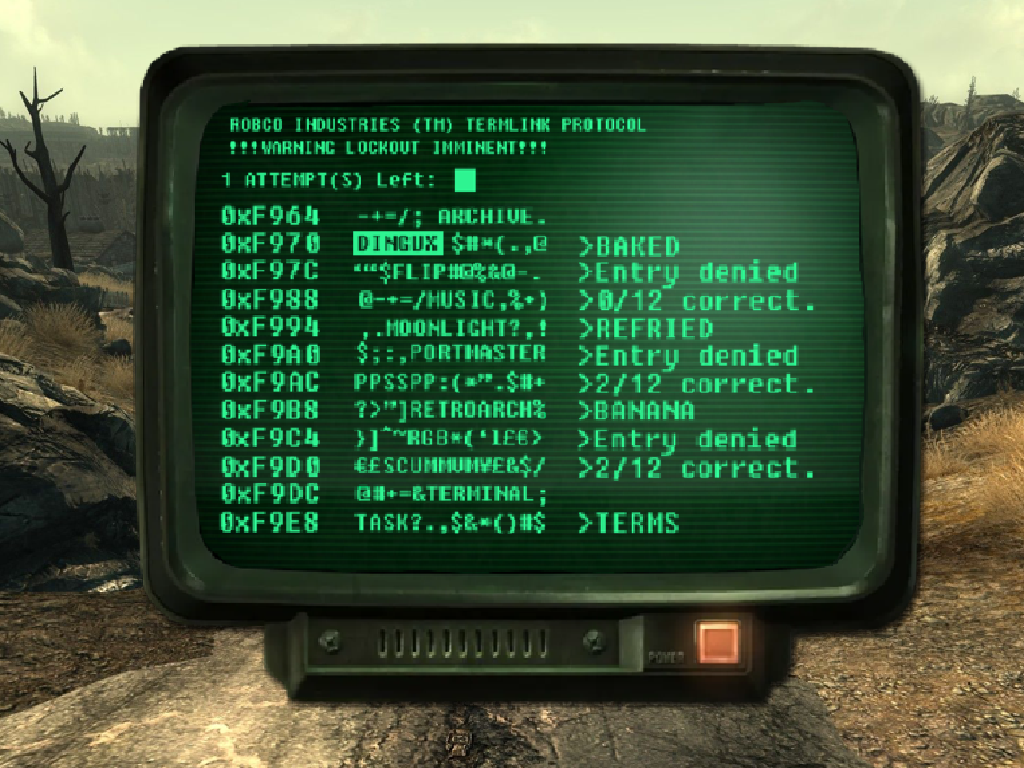 ROBCO INDUSTRIES (TM) TERMLINK PROTOCOL
!!!WARNING LOCKOUT IMMINENT!!!
1 ATTEMPT(S) Left:
0xF964 -+=/; ARCHIVE.
0xF970 DINGUX $#*(.,@ >BAKED
0xF97C ““$FLIP#@%&@-. >Entry denied
0xF988 @-+=/MUSIC,%+) >0/12 correct.
0xF994 ,.MOONLIGHT?,! >REFRIED
0xF9A0 $;:,PORTMASTER >Entry denied
0xF9AC PPSSPP:(*”.$#+ >2/12 correct.
0xF9B8 ?>”]RETROARCH% >BANANA
0xF9C4 }]^~RGB*(‘1£€> >Entry denied
0xF9D0 €£SCUMMVMVE&$/ >2/12 correct.
0xF9DC @#+=&TERMINAL;
0xF9E8 TASK?.,$&*()#$ >TERMS
POWER